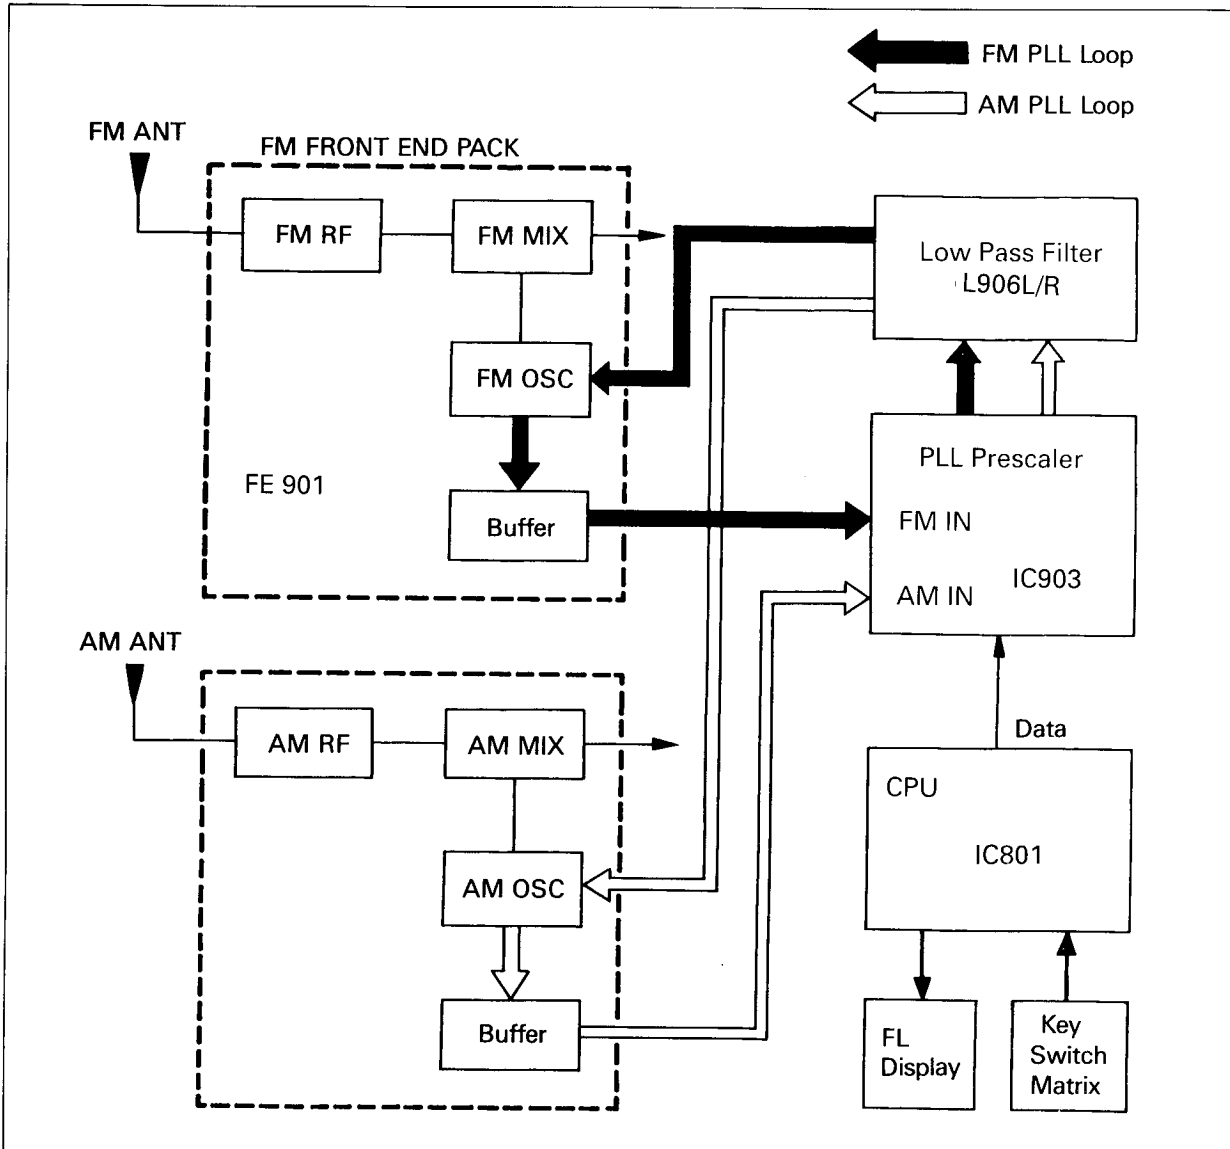 FM PLL Loop
AM PLL Loop
FM ANT
FM FRONT END PACK
FM RF
FM MIX
Low Pass Filter
L906L/R
FM OSC
PLL Prescaler
FE 901
Buffer
FM IN
IC903
AM IN
AM ANT
AM RF
AM MIX
Data
CPU
IC801
AM OSC
Buffer
FL
Display
Key
Switch
Matrix